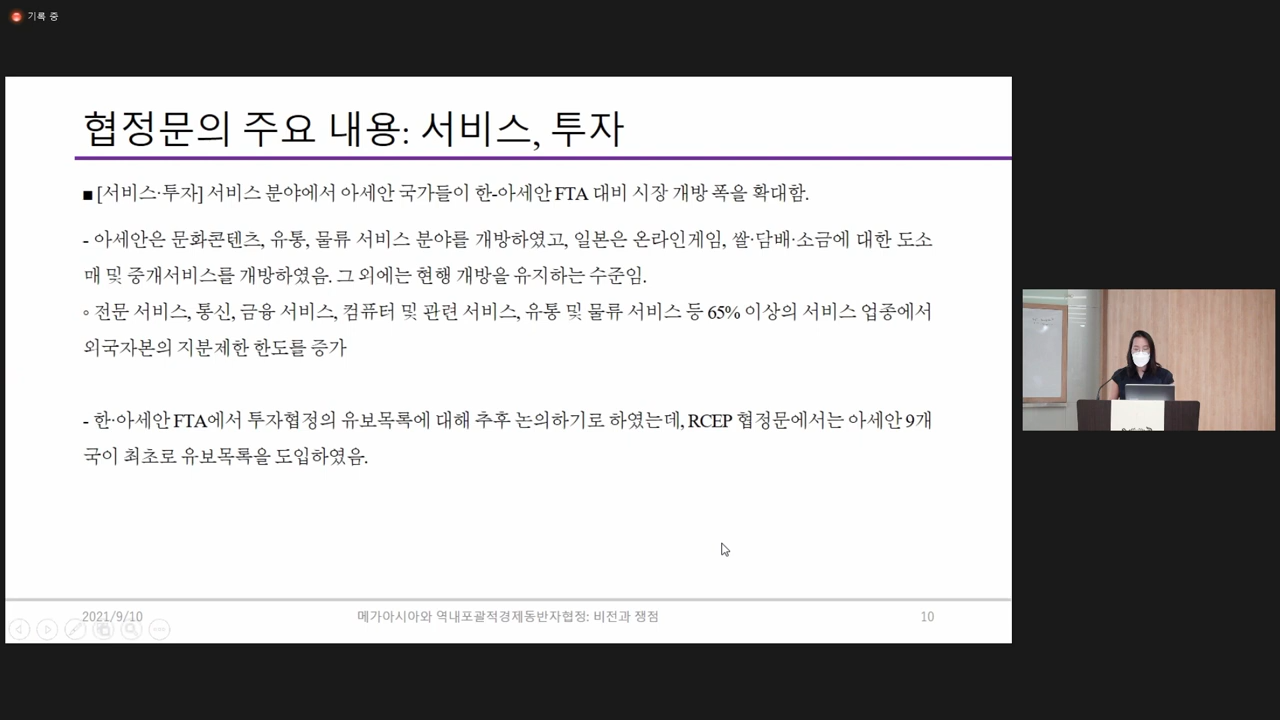 기록 중
협정문의 주요 내용: 서비스, 투자
■ [서비스·투자] 서비스 분야에서 아세안 국가들이 한-아세안 FTA 대비 시장 개방 폭을 확대함.
- 아세안은 문화콘텐츠, 유통, 물류 서비스 분야를 개방하였고, 일본은 온라인게임, 쌀·담배·소금에 대한 도소
매 및 중개서비스를 개방하였음. 그 외에는 현행 개방을 유지하는 수준임.
◦ 전문 서비스, 통신, 금융 서비스, 컴퓨터 및 관련 서비스, 유통 및 물류 서비스 등 65% 이상의 서비스 업종에서
외국자본의 지분제한 한도를 증가
- 한·아세안 FTA에서 투자협정의 유보목록에 대해 추후 논의하기로 하였는데, RCEP 협정문에서는 아세안 9개
국이 최초로 유보목록을 도입하였음.
2021/9/10 메가아시아와 역내포괄적경제동반자협정: 비전과 쟁점 10